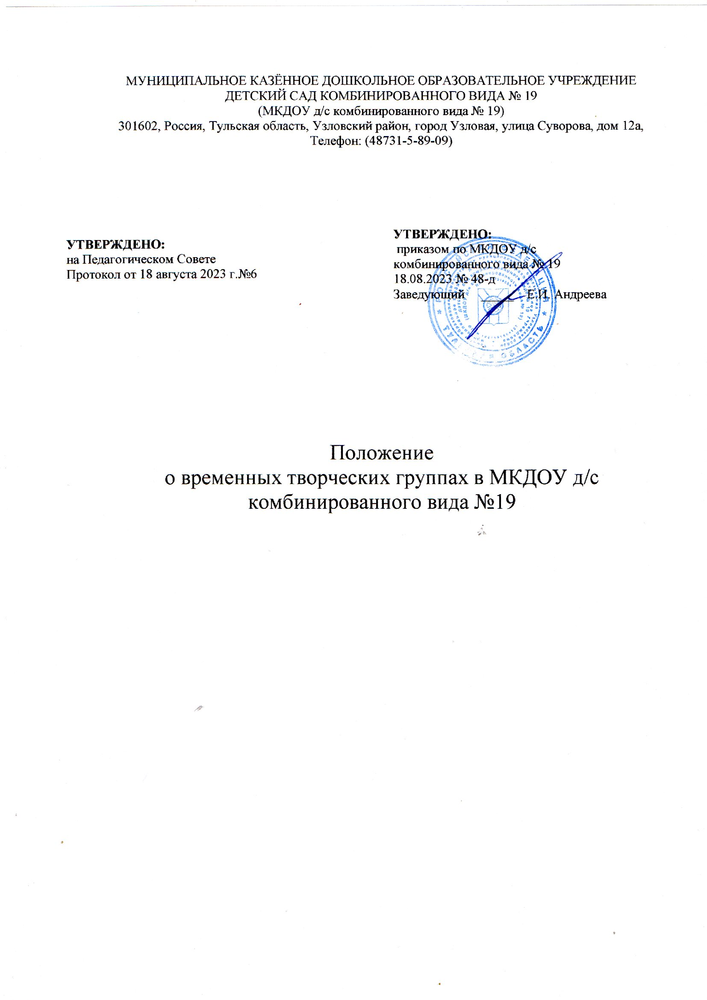 МУНИЦИПАЛЬНОЕ КАЗЁННОЕ ДОШКОЛЬНОЕ ОБРАЗОВАТЕЛЬНОЕ УЧРЕЖДЕНИЕ
ДЕТСКИЙ САД КОМБИНИРОВАННОГО ВИДА № 19
(МКДОУ д/с комбинированного вида № 19)
301602, Россия, Тульская область, Узловский район, город Узловая, улица Суворова, дом 12а,
Телефон: (48731-5-89-09)
УТВЕРЖДЕНО:
на Педагогическом Совете
Протокол от 18 августа 2023 г.№6
УТВЕРЖДЕНО:
приказом по МКДОУ д/с
комбинированного вида № 19
18.08.2023 № 48-д
Заведующий ______ Е.И. Андреева
ОБЛАСТЬ
Положение
о временных творческих группах в МКДОУ д/с
комбинированного вида №19